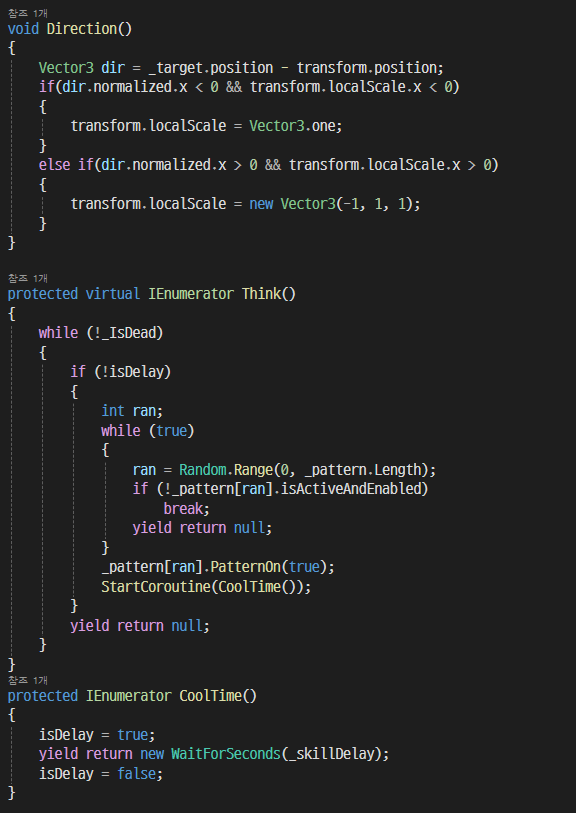 참조 1개
void Direction()
{
    Vector3 dir = _target.position - transform.position;
    if(dir.normalized.x < 0 && transform.localScale.x < 0)
    {
        transform.localScale = Vector3.one;
    }
    else if(dir.normalized.x > 0 && transform.localScale.x > 0)
    {
        transform.localScale = new Vector3(-1, 1, 1);
    }
}
참조 1개
protected virtual IEnumerator Think()
{
    while (!_IsDead)
    {
        if (!isDelay)
        {
            int ran;
            while (true)
            {
                ran = Random.Range(0, _pattern.Length);
                if (!_pattern[ran].isActiveAndEnabled)
                    break;
                yield return null;
            }
            _pattern[ran].PatternOn(true);
            StartCoroutine(CoolTime());
        }
        yield return null;
    }
}
참조 1개
protected IEnumerator CoolTime()
{
    isDelay = true;
    yield return new WaitForSeconds(_skillDelay);
    isDelay = false;
}